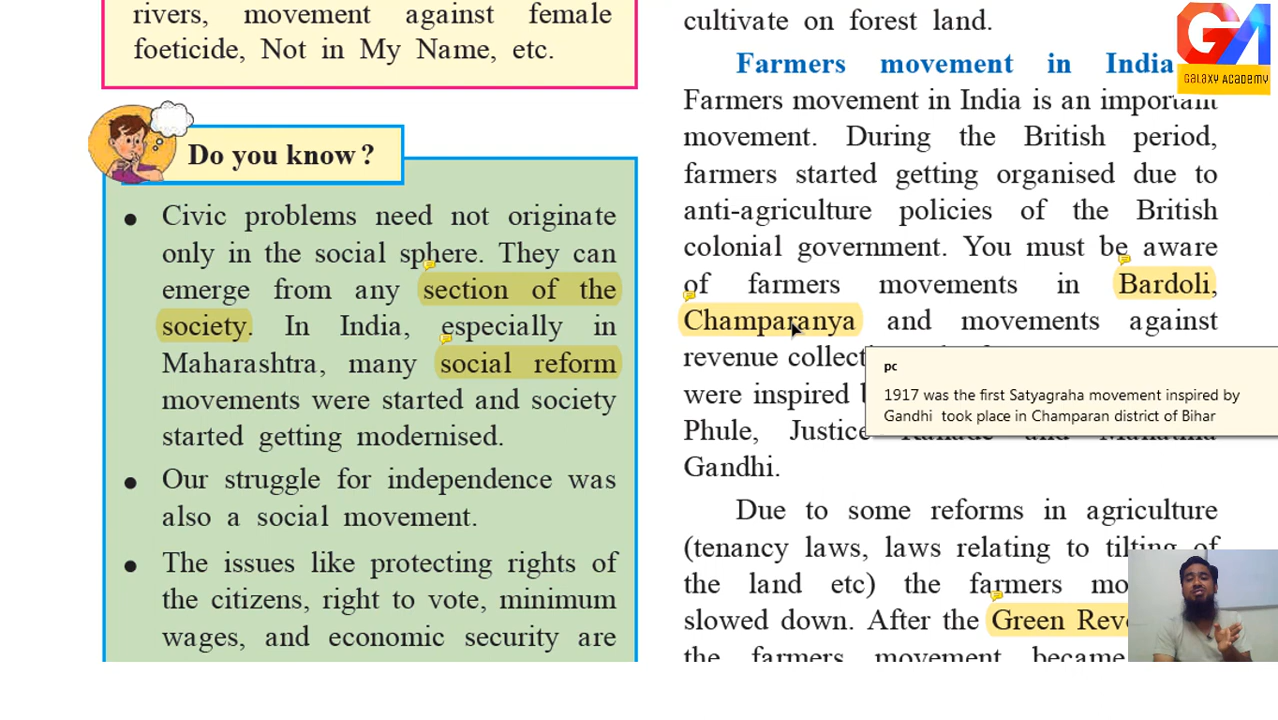 rivers, movement against female
foeticide, Not in My Name, etc.
Do you know ?
• Civic problems need not originate
only in the social sphere. They can
emerge from any section of the
society. In India, especially in
Maharashtra, many social reform
movements were started and society
started getting modernised.
• Our struggle for independence was
also a social movement.
• The issues like protecting rights of
the citizens, right to vote, minimum
wages, and economic security are
cultivate on forest land.
Farmers movement in India
Farmers movement in India is an important
movement. During the British period,
farmers started getting organised due to
anti-agriculture policies of the British
colonial government. You must be aware
of farmers movements in Bardoli,
Champaranya and movements against
revenue
were inspired
Phule, Justice
Gandhi.
Due to some reforms in agriculture
(tenancy laws, laws relating to tilting of
the land etc) the farmers
slowed down. After the Green
the farmers movement became
pc
1917 was the first Satyagraha movement inspired by
Gandhi took place in Champaran district of Bihar
GA
GALAXY ACADEMY